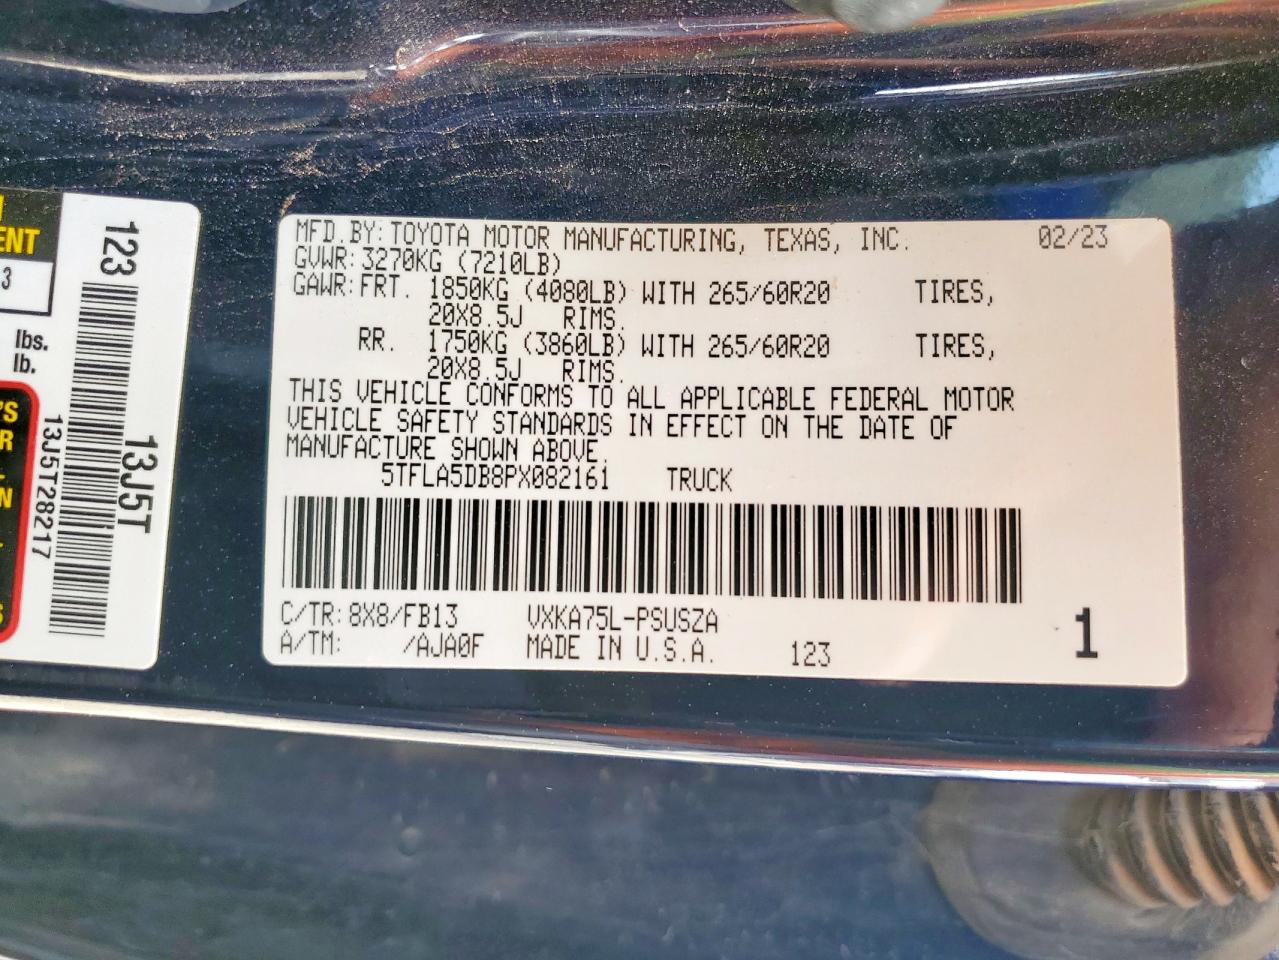 MFD. BY: TOYOTA MOTOR MANUFACTURING, TEXAS, INC. 02/23
GVWR: 3270KG (7210LB)
GAWR: FRT. 1850KG (4080LB) WITH 265/60R20 TIRES,
20X8.5J RIMS.
RR. 1750KG (3860LB) WITH 265/60R20 TIRES,
20X8.5J RIMS.
THIS VEHICLE CONFORMS TO ALL APPLICABLE FEDERAL MOTOR
VEHICLE SAFETY STANDARDS IN EFFECT ON THE DATE OF
MANUFACTURE SHOWN ABOVE.
5TFLA5DB8PX082161 TRUCK
C/TR: 8X8/FB13 VXKA75L-PSUSZA
A/TM: /AJA0F MADE IN U.S.A. 123 1
123
13J5T
13J5T28217
3
lbs.
lb.